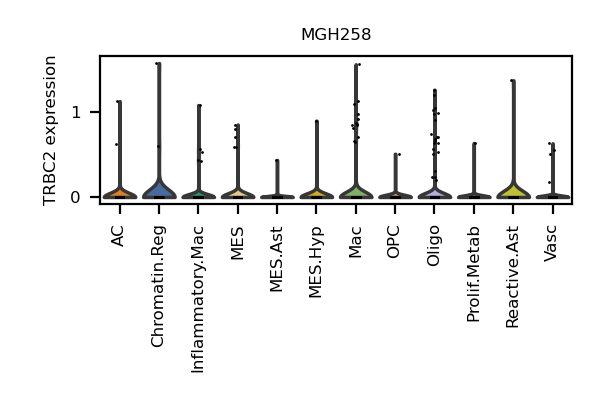 MGH258
TRBC2 expression
1
0
AC
Chromatin.Reg
Inflammatory.Mac
MES
MES.Ast
MES.Hyp
Mac
OPC
Oligo
Prolif.Metab
Reactive.Ast
Vasc